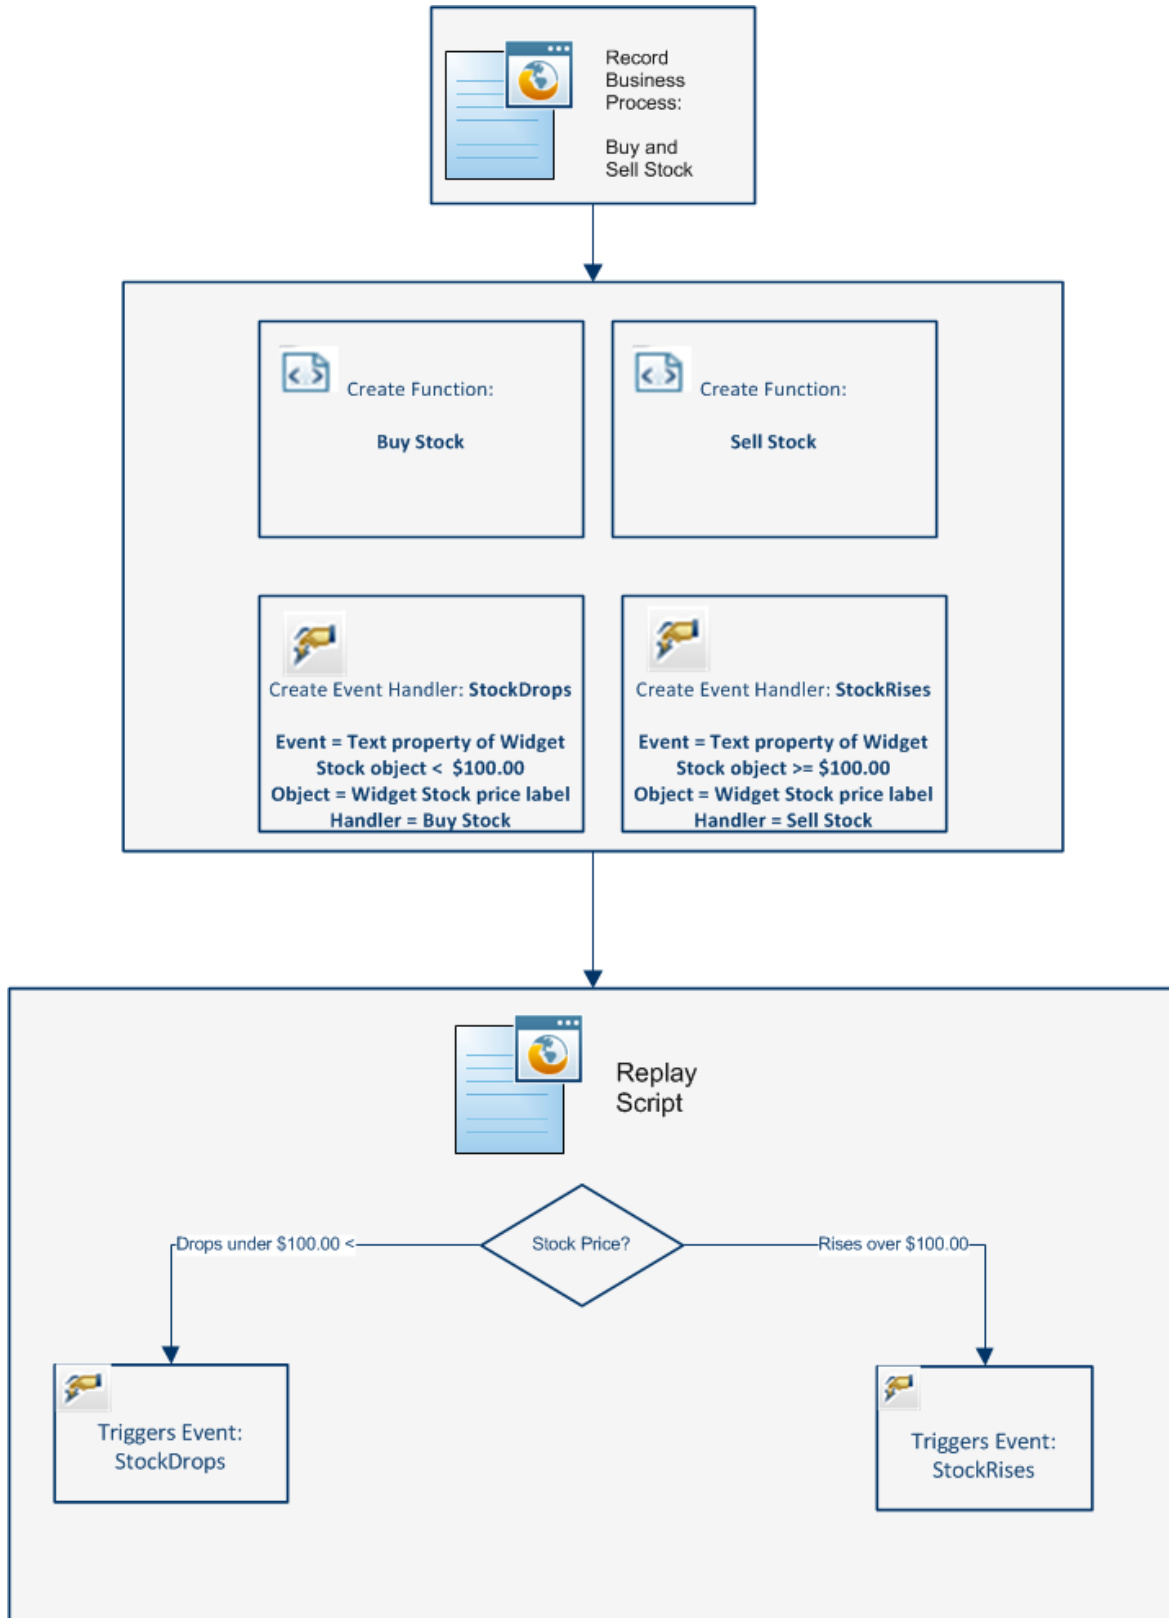 Record
Business
Process:
Buy and
Sell Stock
Create Function:
Buy Stock
Create Function:
Sell Stock
Create Event Handler: StockDrops
Event = Text property of Widget
Stock object < $100.00
Object = Widget Stock price label
Handler = Buy Stock
Create Event Handler: StockRises
Event = Text property of Widget
Stock object >= $100.00
Object = Widget Stock price label
Handler = Sell Stock
Replay
Script
Drops under $100.00 <
Stock Price?
Rises over $100.00
Triggers Event:
StockDrops
Triggers Event:
StockRises